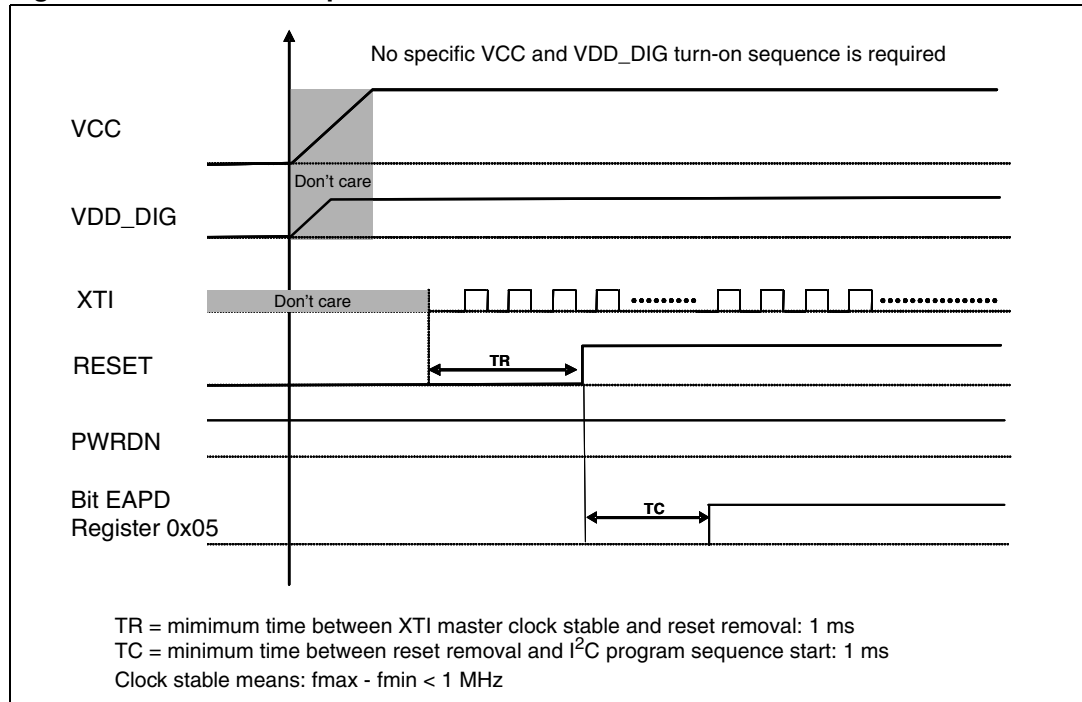 No specific VCC and VDD_DIG turn-on sequence is required
VCC
Don't care
VDD_DIG
XTI
Don't care
RESET
TR
PWRDN
Bit EAPD
Register 0x05
TC
TR = mimimum time between XTI master clock stable and reset removal: 1 ms
TC = minimum time between reset removal and I²C program sequence start: 1 ms
Clock stable means: fmax - fmin < 1 MHz